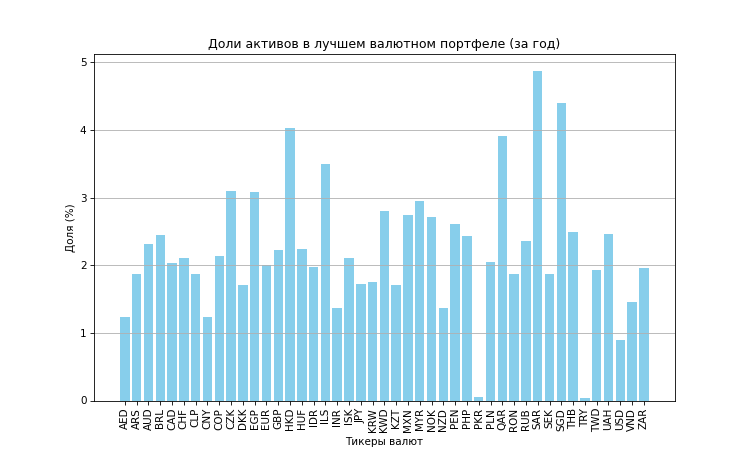 Доли активов в лучшем валютном портфеле (за год)
Доля (%)
5
4
3
2
1
0
AED ARS AUD BRL CAD CHF CLP CNY COP CZK DKK EGP EUR GBP HKD HUF IDR ILS INR ISK JPY KRW KWD KZT MXN MYR NOK NZD PEN PHP PKR PLN QAR RON RUB SAR SEK SGD THB TRY TWD UAH USD VND ZAR
Тикеры валют